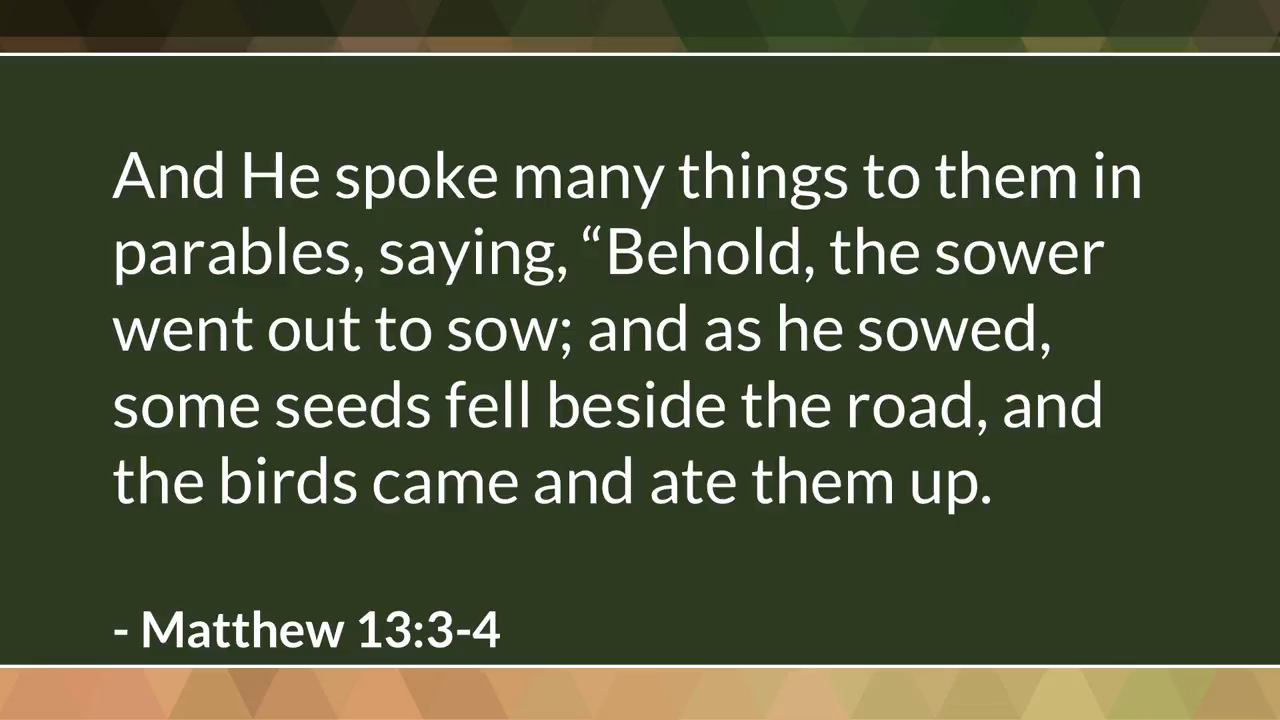 And He spoke many things to them in
parables, saying, “Behold, the sower
went out to sow; and as he sowed,
some seeds fell beside the road, and
the birds came and ate them up.
- Matthew 13:3-4